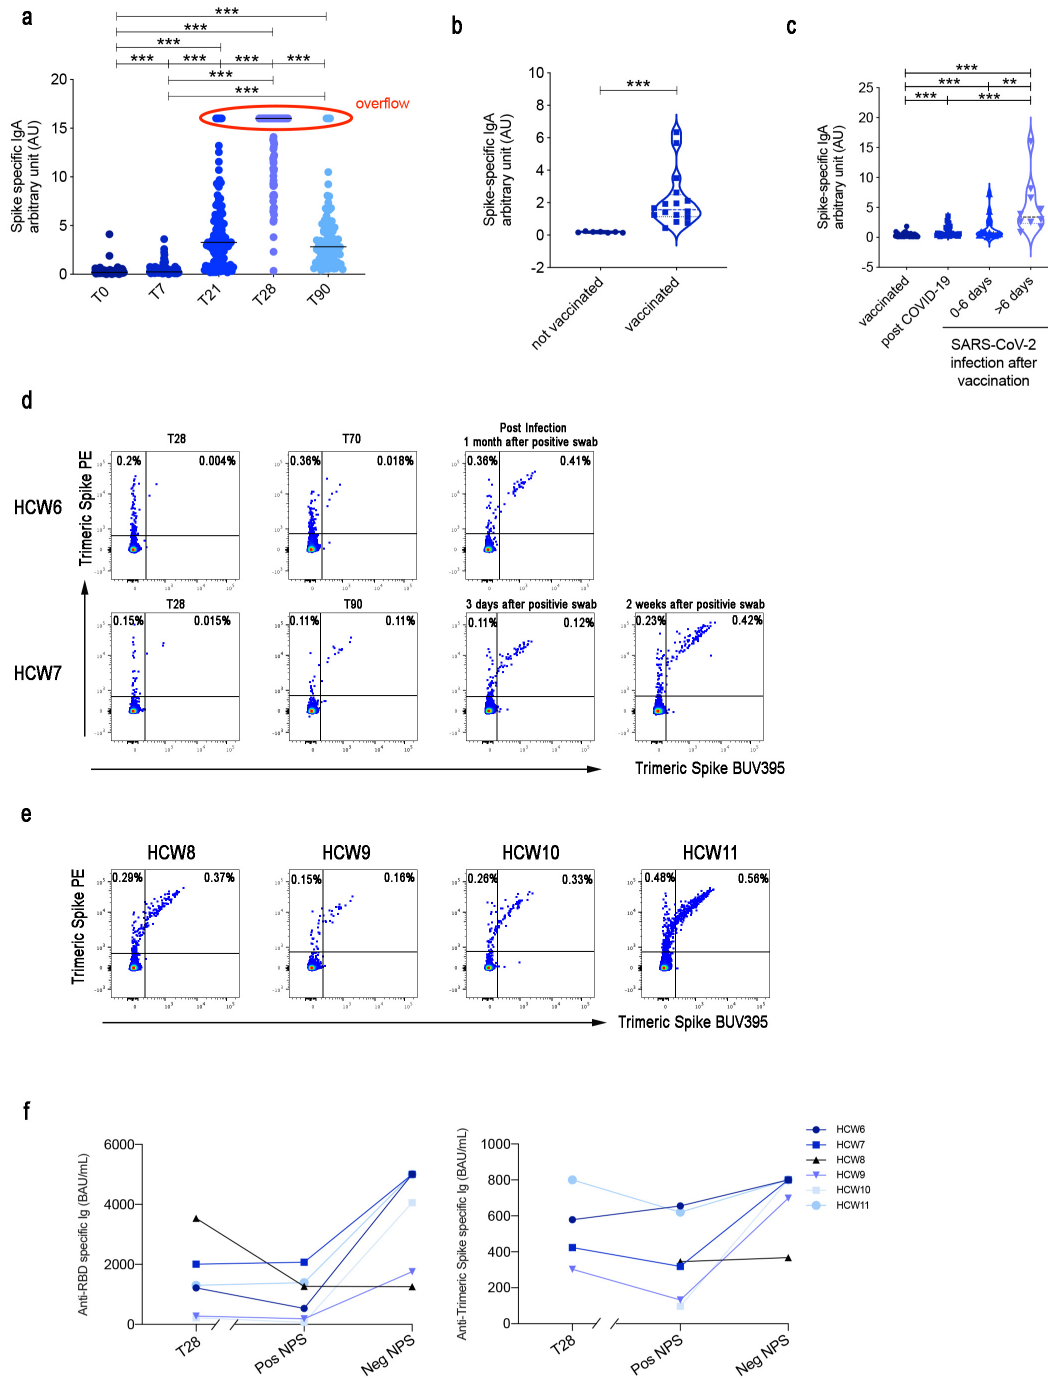 a
***
***
***
*** *** *** ***
***
***
overflow
Spike specific IgA
arbitrary unit (AU)
20
15
10
5
0
T0
T7
T21
T28
T90
b
***
Spike-specific IgA
arbitrary unit (AU)
10
8
6
4
2
0
-2
not vaccinated
vaccinated
c
***
*** **
*** ***
Spike-specific IgA
arbitrary unit (AU)
25
20
15
10
5
0
-5
vaccinated
post COVID-19
0-6 days
>6 days
SARS-CoV-2
infection after
vaccination
d
Trimeric Spike PE
HCW6
T28
0.2% 0.004%
T70
0.36% 0.018%
Post Infection
1 month after positive swab
0.36% 0.41%
HCW7
T28
0.15% 0.015%
T90
0.11% 0.11%
3 days after positivie swab
0.11% 0.12%
2 weeks after positivie swab
0.23% 0.42%
Trimeric Spike BUV395
e
Trimeric Spike PE
HCW8
0.29% 0.37%
HCW9
0.15% 0.16%
HCW10
0.26% 0.33%
HCW11
0.48% 0.56%
Trimeric Spike BUV395
f
Anti-RBD specific Ig (BAU/mL)
6000
4000
2000
0
T28
Pos NPS
Neg NPS
Anti-Trimeric Spike specific Ig (BAU/mL)
1000
800
600
400
200
0
T28
Pos NPS
Neg NPS
HCW6
HCW7
HCW8
HCW9
HCW10
HCW11